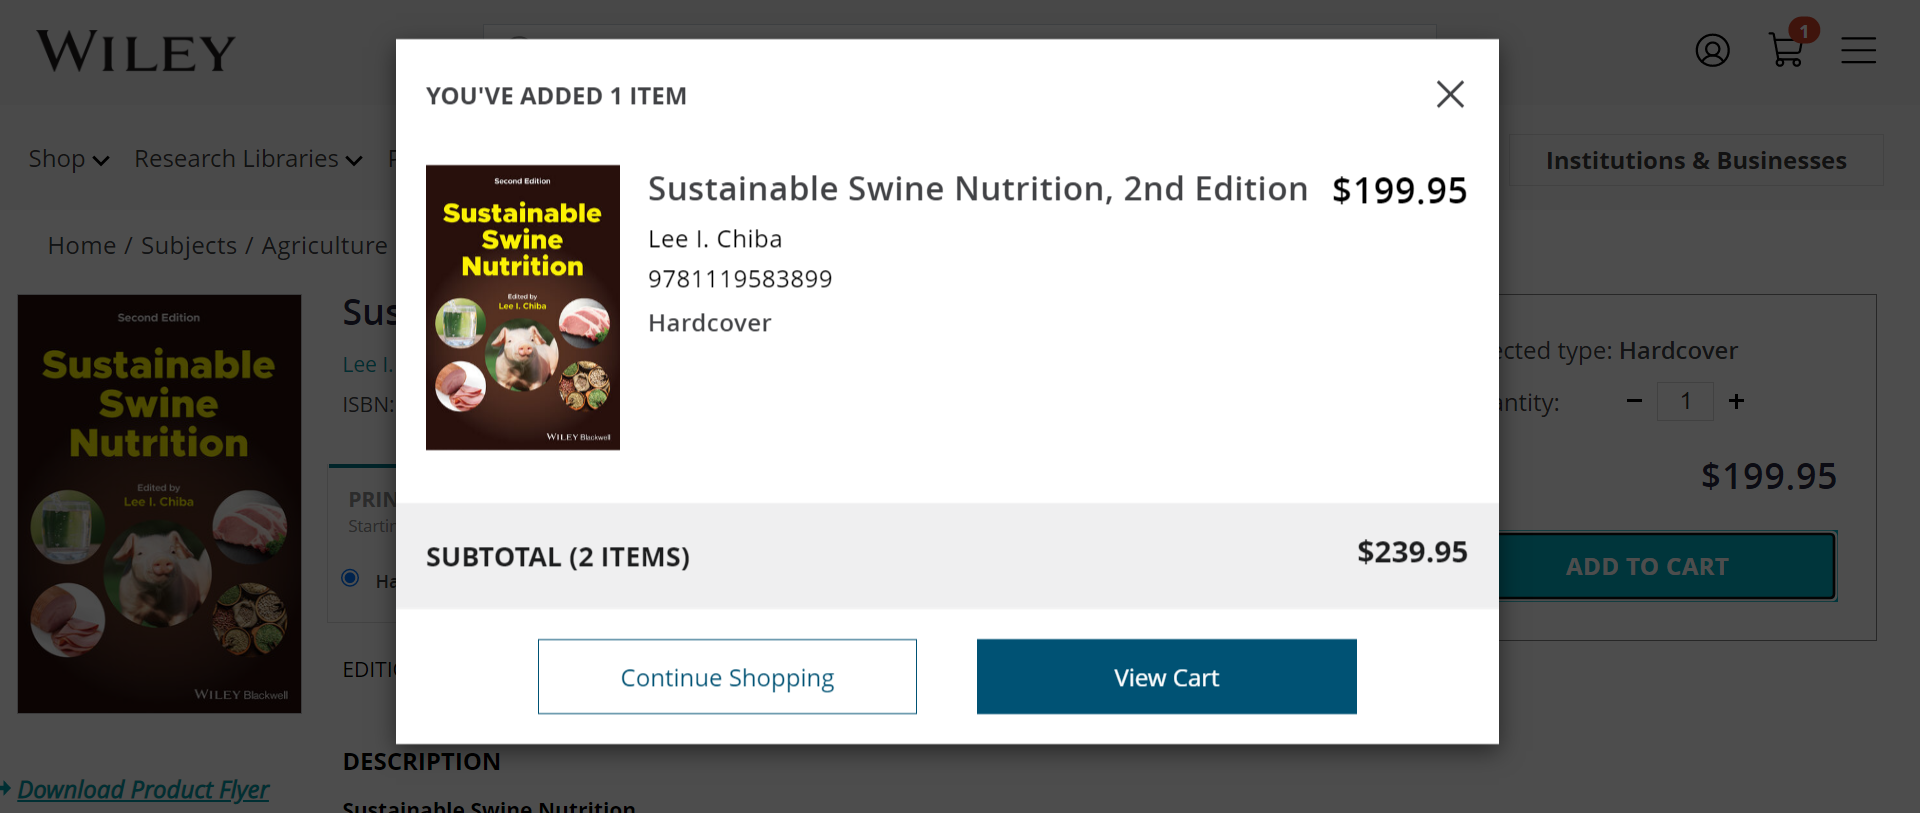 WILEY
1
Shop
Research Libraries
Institutions & Businesses
Home / Subjects / Agriculture
YOU'VE ADDED 1 ITEM
Second Edition
Sustainable
Swine
Nutrition
Edited by
Lee I. Chiba
WILEY Blackwell
Sustainable Swine Nutrition, 2nd Edition
$199.95
Lee I. Chiba
9781119583899
Hardcover
SUBTOTAL (2 ITEMS)
$239.95
Continue Shopping
View Cart
Second Edition
Sustainable
Swine
Nutrition
Edited by
Lee I. Chiba
WILEY Blackwell
Download Product Flyer
Sus
Lee I.
ISBN:
PRIN
Startin
Ha
EDITI
DESCRIPTION
Sustainable Swine Nutrition
ected type: Hardcover
antity:
1
$199.95
ADD TO CART